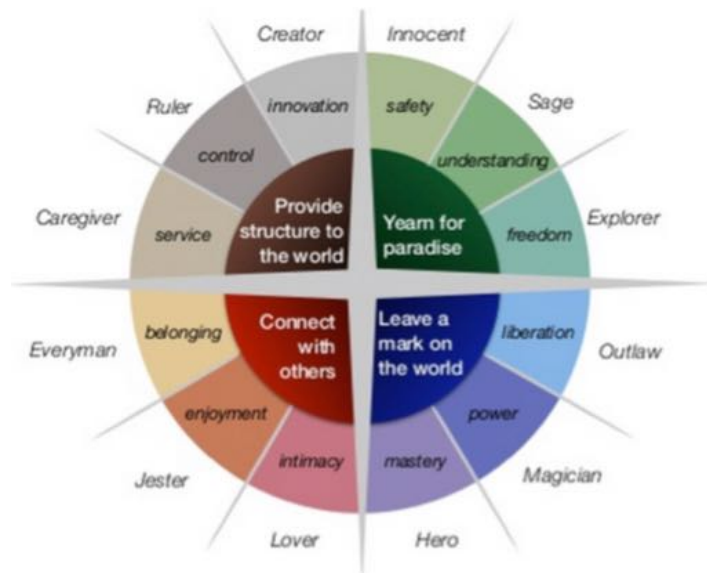 Creator
Innocent
Ruler
Sage
innovation
safety
control
understanding
Caregiver
Explorer
service
freedom
Provide
structure to
the world
Yearn for
paradise
Everyman
Outlaw
belonging
liberation
Connect
with
others
Leave a
mark on
the world
enjoyment
power
Jester
Magician
intimacy
mastery
Lover
Hero